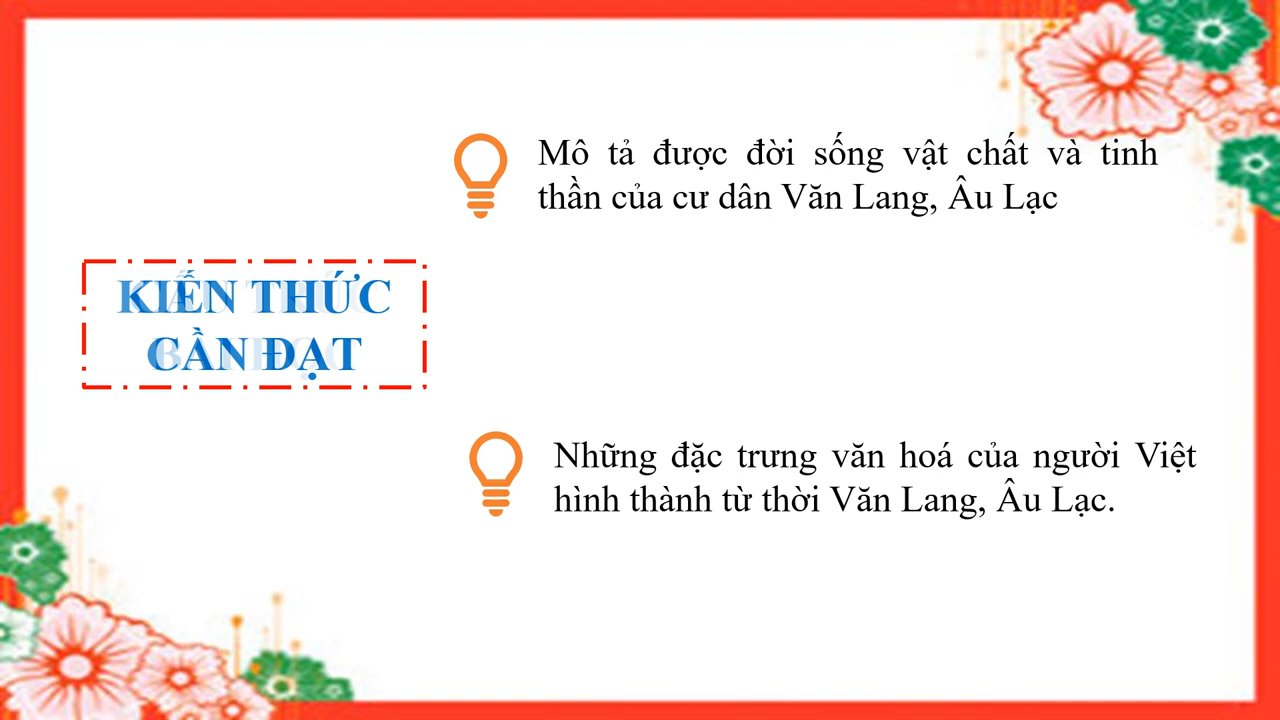 Mô tả được đời sống vật chất và tinh
thần của cư dân Văn Lang, Âu Lạc
KIẾN THỨC
CẦN ĐẠT
Những đặc trưng văn hoá của người Việt
hình thành từ thời Văn Lang, Âu Lạc.